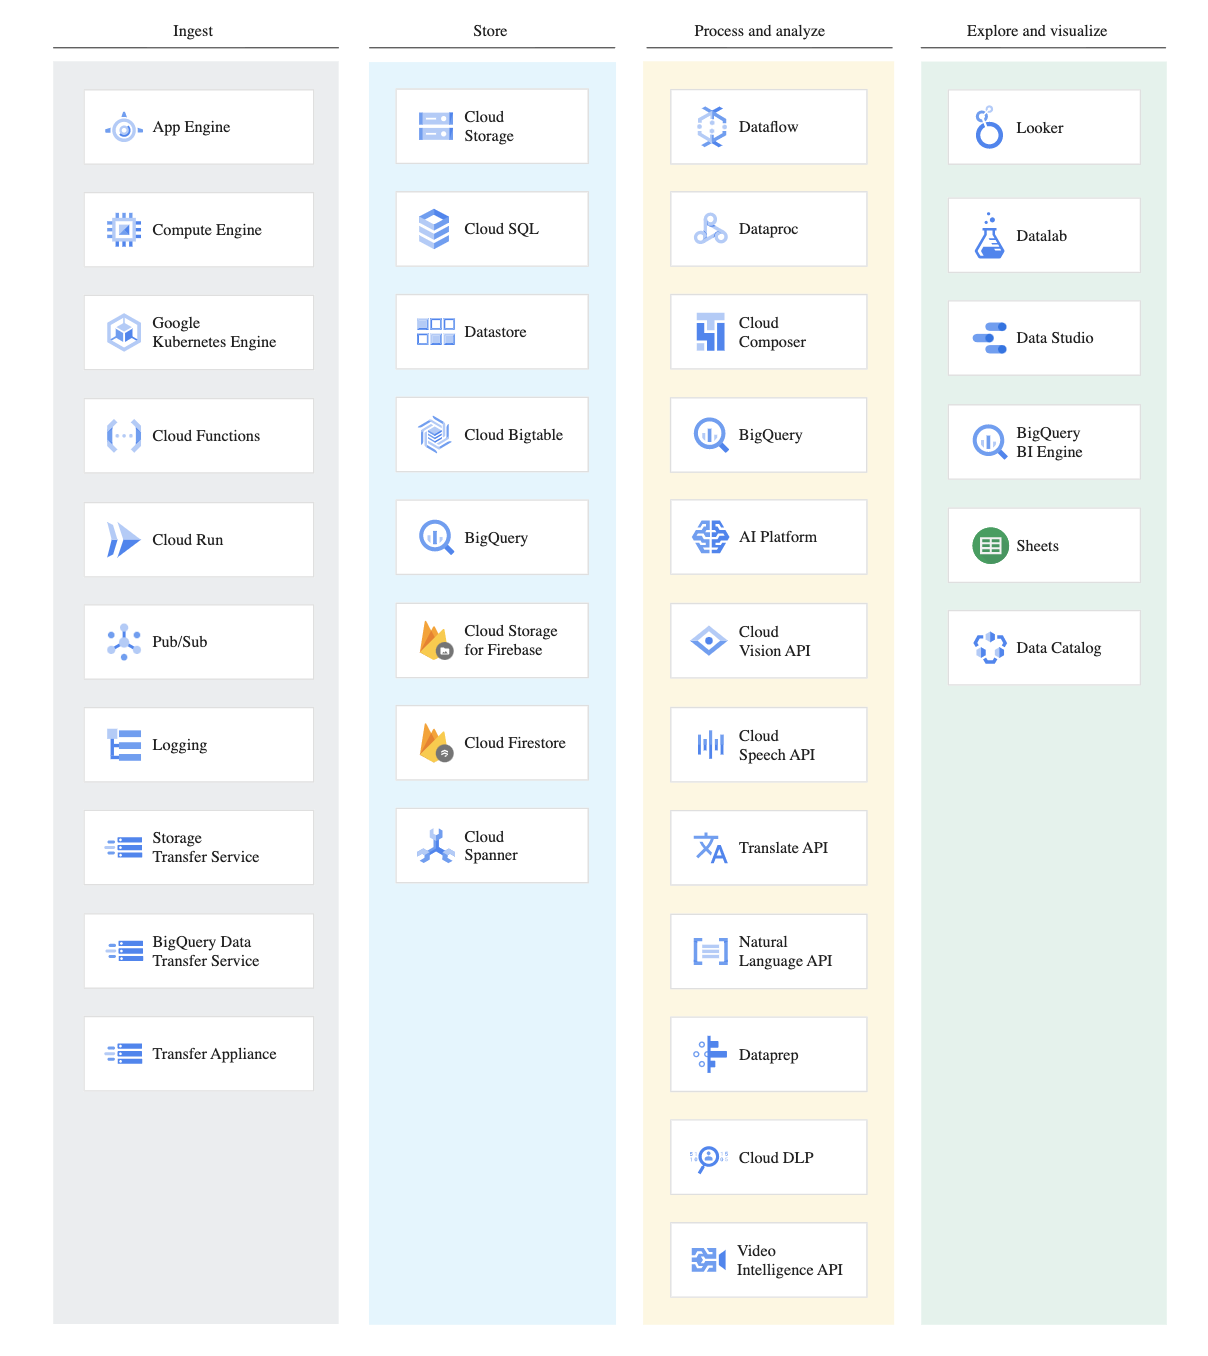 Ingest
Store
Process and analyze
Explore and visualize
App Engine
Compute Engine
Google
Kubernetes Engine
Cloud Functions
Cloud Run
Pub/Sub
Logging
Storage
Transfer Service
BigQuery Data
Transfer Service
Transfer Appliance
Cloud
Storage
Cloud SQL
Datastore
Cloud Bigtable
BigQuery
Cloud Storage
for Firebase
Cloud Firestore
Cloud
Spanner
Dataflow
Dataproc
Cloud
Composer
BigQuery
AI Platform
Cloud
Vision API
Cloud
Speech API
Translate API
Natural
Language API
Dataprep
Cloud DLP
Video
Intelligence API
Looker
Datalab
Data Studio
BigQuery
BI Engine
Sheets
Data Catalog